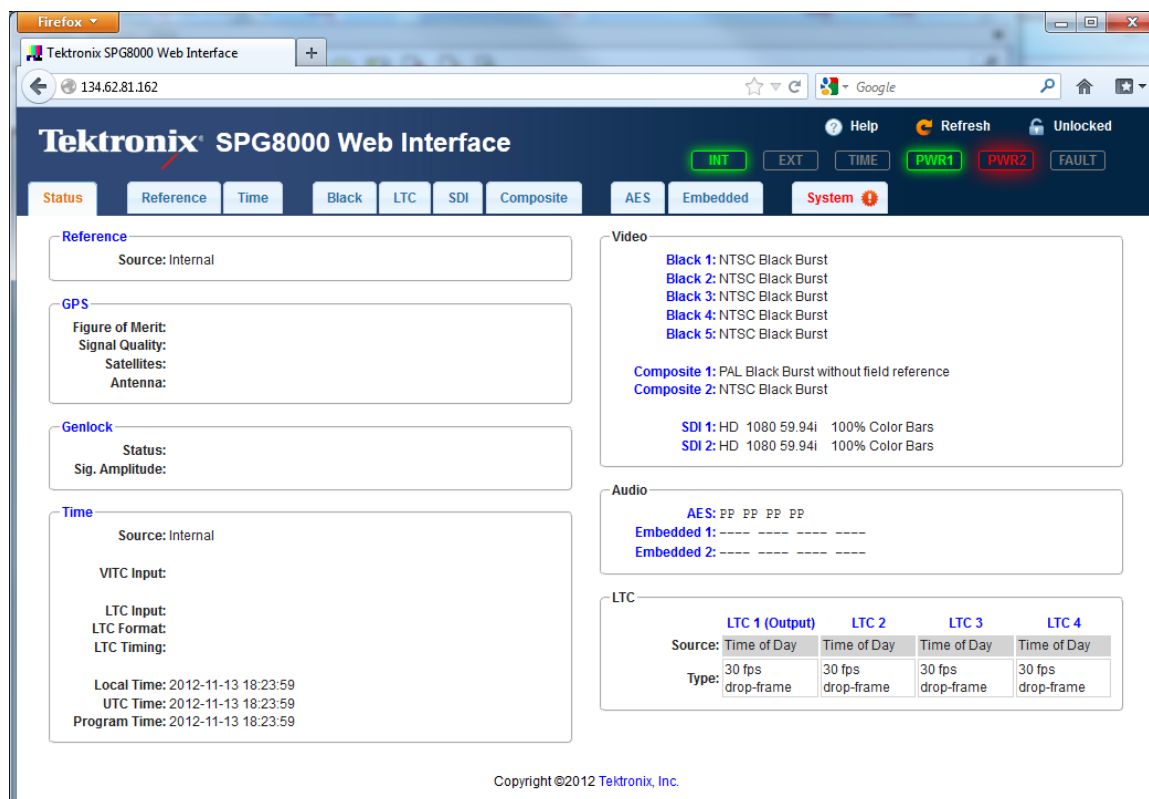 Firefox
Tektronix SPG8000 Web Interface
134.62.81.162
Google
Tektronix SPG8000 Web Interface
Help Refresh Unlocked
INT EXT TIME PWR1 PWR2 FAULT
Status Reference Time Black LTC SDI Composite AES Embedded System
Reference
Source: Internal
GPS
Figure of Merit:
Signal Quality:
Satellites:
Antenna:
Genlock
Status:
Sig. Amplitude:
Time
Source: Internal
VITC Input:
LTC Input:
LTC Format:
LTC Timing:
Local Time: 2012-11-13 18:23:59
UTC Time: 2012-11-13 18:23:59
Program Time: 2012-11-13 18:23:59
Video
Black 1: NTSC Black Burst
Black 2: NTSC Black Burst
Black 3: NTSC Black Burst
Black 4: NTSC Black Burst
Black 5: NTSC Black Burst
Composite 1: PAL Black Burst without field reference
Composite 2: NTSC Black Burst
SDI 1: HD 1080 59.94i 100% Color Bars
SDI 2: HD 1080 59.94i 100% Color Bars
Audio
AES: PP PP PP PP
Embedded 1: ---- ---- ---- ----
Embedded 2: ---- ---- ---- ----
LTC
LTC 1 (Output) LTC 2 LTC 3 LTC 4
Source: Time of Day Time of Day Time of Day Time of Day
Type: 30 fps drop-frame 30 fps drop-frame 30 fps drop-frame 30 fps drop-frame
Copyright ©2012 Tektronix, Inc.